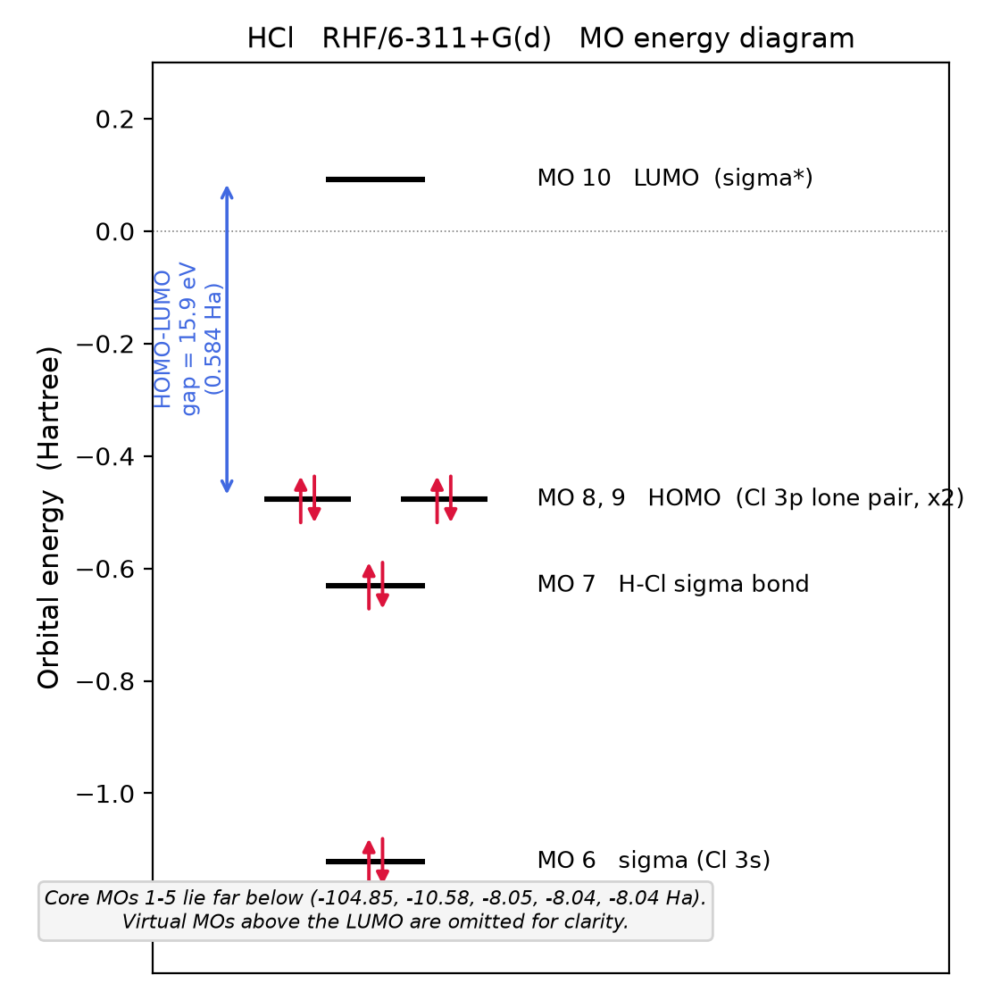 HCl   RHF/6-311+G(d)   MO energy diagram
Orbital energy  (Hartree)
0.2
0.0
−0.2
−0.4
−0.6
−0.8
−1.0
HOMO-LUMO
gap = 15.9 eV
(0.584 Ha)
MO 10   LUMO  (sigma*)
MO 8, 9   HOMO  (Cl 3p lone pair, x2)
MO 7   H-Cl sigma bond
MO 6   sigma (Cl 3s)
Core MOs 1-5 lie far below (-104.85, -10.58, -8.05, -8.04, -8.04 Ha).
Virtual MOs above the LUMO are omitted for clarity.